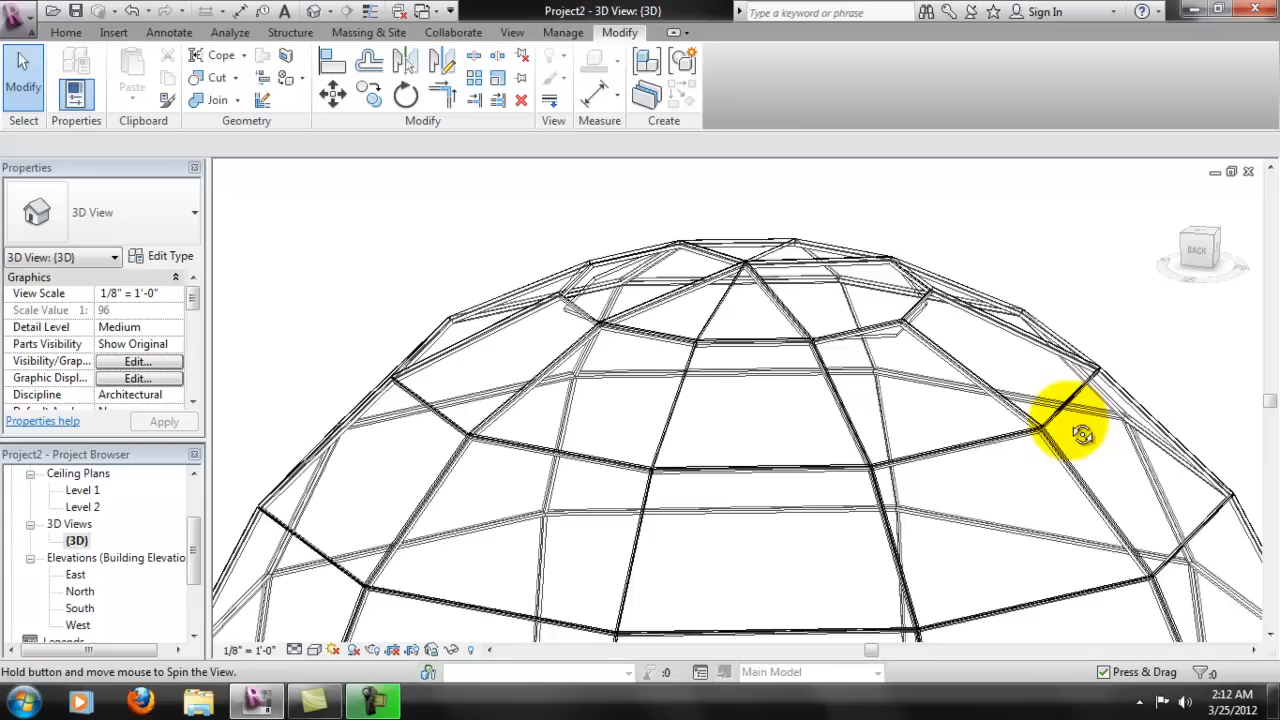 Project2 - 3D View: {3D}
Type a keyword or phrase
Sign In
Home Insert Annotate Analyze Structure Massing & Site Collaborate View Manage Modify
Modify
Paste
Cope
Cut
Join
Select Properties Clipboard Geometry Modify View Measure Create
Properties
3D View
3D View: {3D}
Edit Type
Graphics
View Scale 1/8" = 1'-0"
Scale Value 1: 96
Detail Level Medium
Parts Visibility Show Original
Visibility/Grap... Edit...
Graphic Displ... Edit...
Discipline Architectural
Properties help
Apply
Project2 - Project Browser
Ceiling Plans
Level 1
Level 2
3D Views
{3D}
Elevations (Building Elevatio
East
North
South
West
BACK
1/8" = 1'-0"
Hold button and move mouse to Spin the View.
:0
Main Model
Press & Drag
:0
2:12 AM
3/25/2012